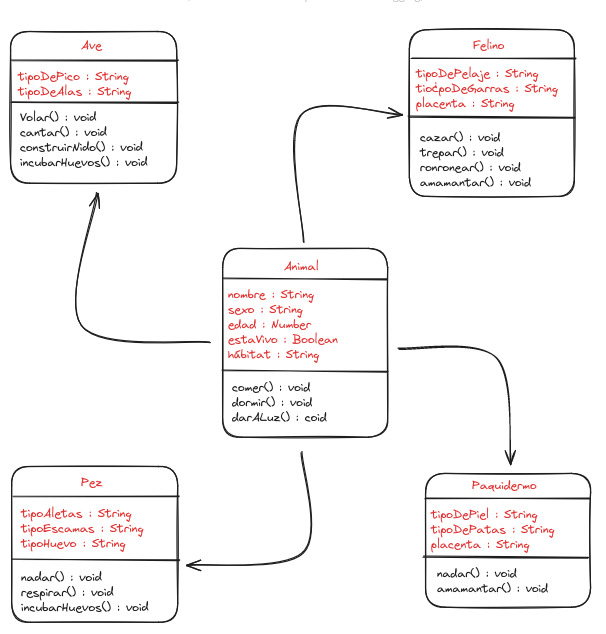 Ave
tipoDePico : String
tipoDeAlas : String
Volar() : void
cantar() : void
construirNido() : void
incubarHuevos() : void
Felino
tipoDePelaje : String
tiocpoDeGarras : String
placenta : String
cazar() : void
trepar() : void
ronronear() : void
amamantar() : void
Animal
nombre : String
sexo : String
edad : Number
estaVivo : Boolean
hábitat : String
comer() : void
dormir() : void
darALuz() : coid
Pez
tipoAletas : String
tipoEscamas : String
tipoHuevo : String
nadar() : void
respirar() : void
incubarHuevos() : void
Paquidermo
tipoDePiel : String
tipoDePatas : String
placenta : String
nadar() : void
amamantar() : void